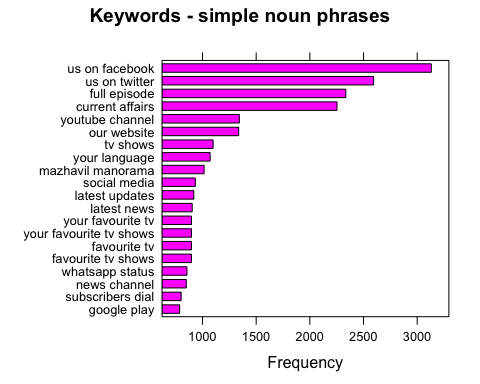 Keywords - simple noun phrases
us on facebook
us on twitter
full episode
current affairs
youtube channel
our website
tv shows
your language
mazhavil manorama
social media
latest updates
latest news
your favourite tv
your favourite tv shows
favourite tv
favourite tv shows
whatsapp status
news channel
subscribers dial
google play
1000 1500 2000 2500 3000
Frequency